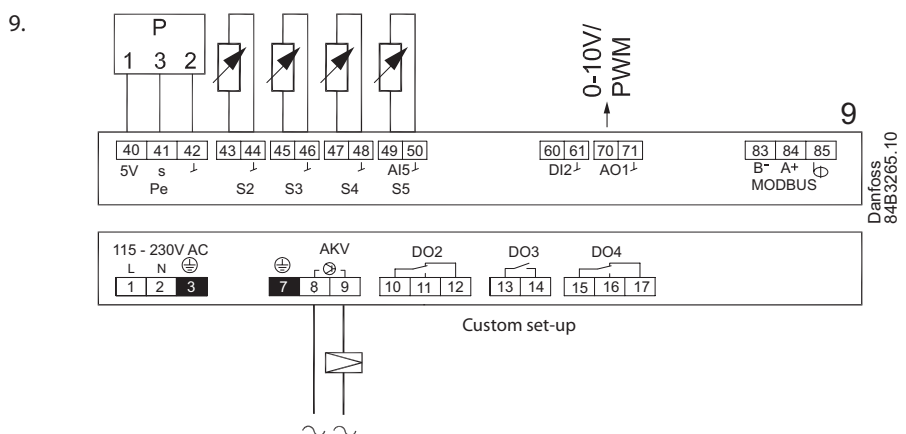 9.
P
1 3 2
0-10V/
PWM
9
40 41 42 43 44 45 46 47 48 49 50 60 61 70 71 83 84 85
5V s AI5 DI2 AO1 B- A+
Pe S2 S3 S4 S5 MODBUS
Danfoss
84B3265.10
115 - 230V AC AKV DO2 DO3 DO4
L N
1 2 3 7 8 9 10 11 12 13 14 15 16 17
Custom set-up